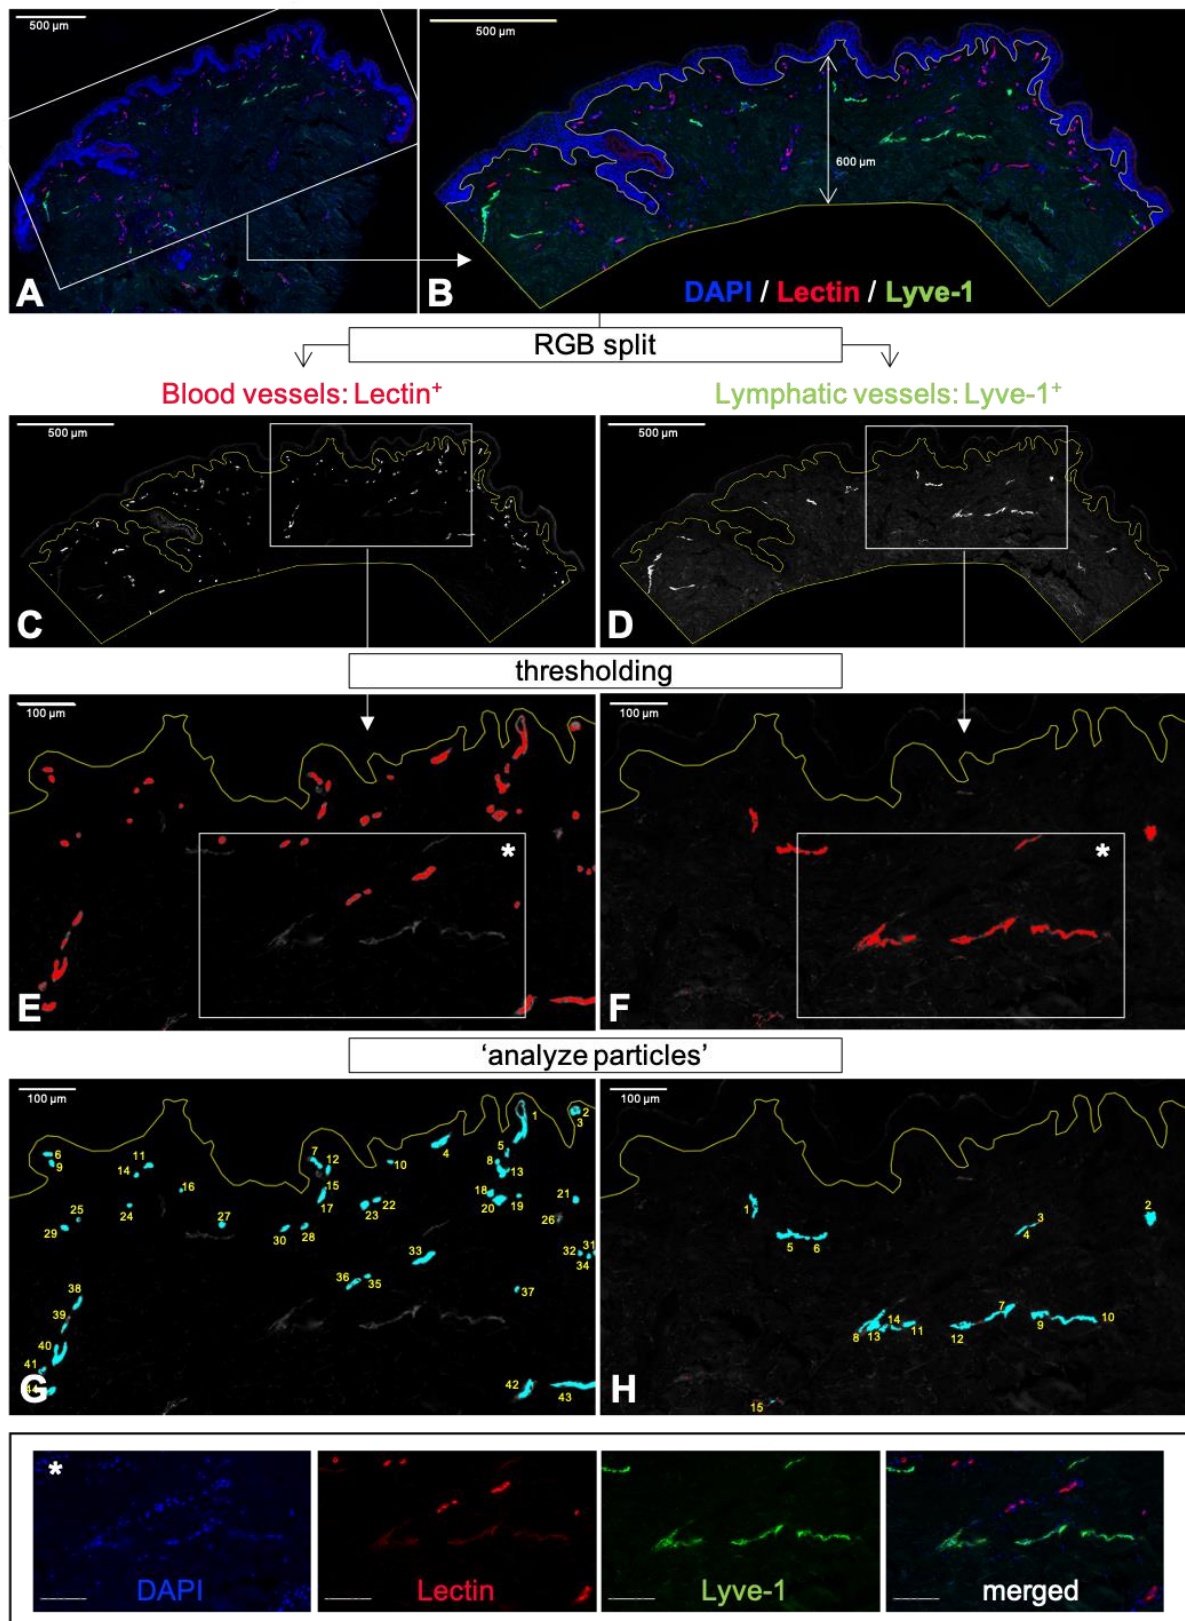 500 µm
500 µm
600 µm
A
B
DAPI / Lectin / Lyve-1
RGB split
Blood vessels: Lectin+
Lymphatic vessels: Lyve-1+
500 µm
500 µm
C
D
thresholding
100 µm
100 µm
*
*
E
F
'analyze particles'
100 µm
100 µm
1
2
3
4
5
6
7
8
9
10
11
12
13
14
15
16
17
18
19
20
21
22
23
24
25
26
27
28
29
30
31
32
33
34
35
36
37
38
39
40
41
42
43
44
G
1
2
3
4
5
6
7
8
9
10
11
12
13
14
15
H
*
DAPI
Lectin
Lyve-1
merged